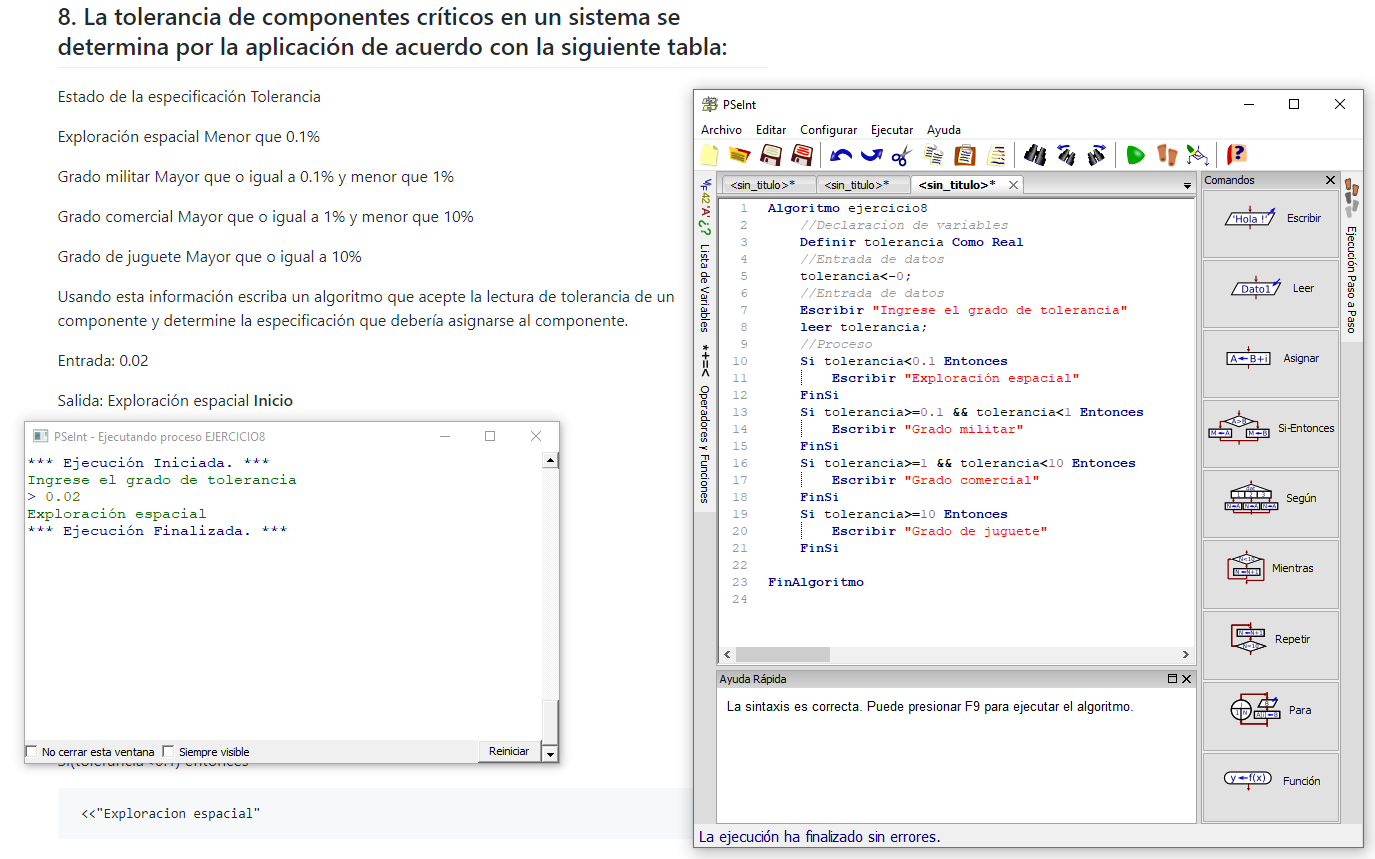 8. La tolerancia de componentes críticos en un sistema se
determina por la aplicación de acuerdo con la siguiente tabla:
Estado de la especificación Tolerancia
Exploración espacial Menor que 0.1%
Grado militar Mayor que o igual a 0.1% y menor que 1%
Grado comercial Mayor que o igual a 1% y menor que 10%
Grado de juguete Mayor que o igual a 10%
Usando esta información escriba un algoritmo que acepte la lectura de tolerancia de un
componente y determine la especificación que debería asignarse al componente.
Entrada: 0.02
Salida: Exploración espacial Inicio
PSeInt - Ejecutando proceso EJERCICIO8
*** Ejecución Iniciada. ***
Ingrese el grado de tolerancia
> 0.02
Exploración espacial
*** Ejecución Finalizada. ***
No cerrar esta ventana
Siempre visible
Reiniciar
<<"Exploracion espacial"
PSeInt
Archivo Editar Configurar Ejecutar Ayuda
<sin_titulo>* <sin_titulo>* <sin_titulo>*
Lista de Variables
Operadores y Funciones
1 Algoritmo ejercicio8
2 //Declaracion de variables
3 Definir tolerancia Como Real
4 //Entrada de datos
5 tolerancia<-0;
6 //Entrada de datos
7 Escribir "Ingrese el grado de tolerancia"
8 leer tolerancia;
9 //Proceso
10 Si tolerancia<0.1 Entonces
11 Escribir "Exploración espacial"
12 FinSi
13 Si tolerancia>=0.1 && tolerancia<1 Entonces
14 Escribir "Grado militar"
15 FinSi
16 Si tolerancia>=1 && tolerancia<10 Entonces
17 Escribir "Grado comercial"
18 FinSi
19 Si tolerancia>=10 Entonces
20 Escribir "Grado de juguete"
21 FinSi
22
23 FinAlgoritmo
24
Ayuda Rápida
La sintaxis es correcta. Puede presionar F9 para ejecutar el algoritmo.
La ejecución ha finalizado sin errores.
Comandos
'Hola !' Escribir
Dato1 Leer
A←B+i Asignar
Si-Entonces
Según
Mientras
Repetir
Para
y←f(x) Función
Ejecución Paso a Paso